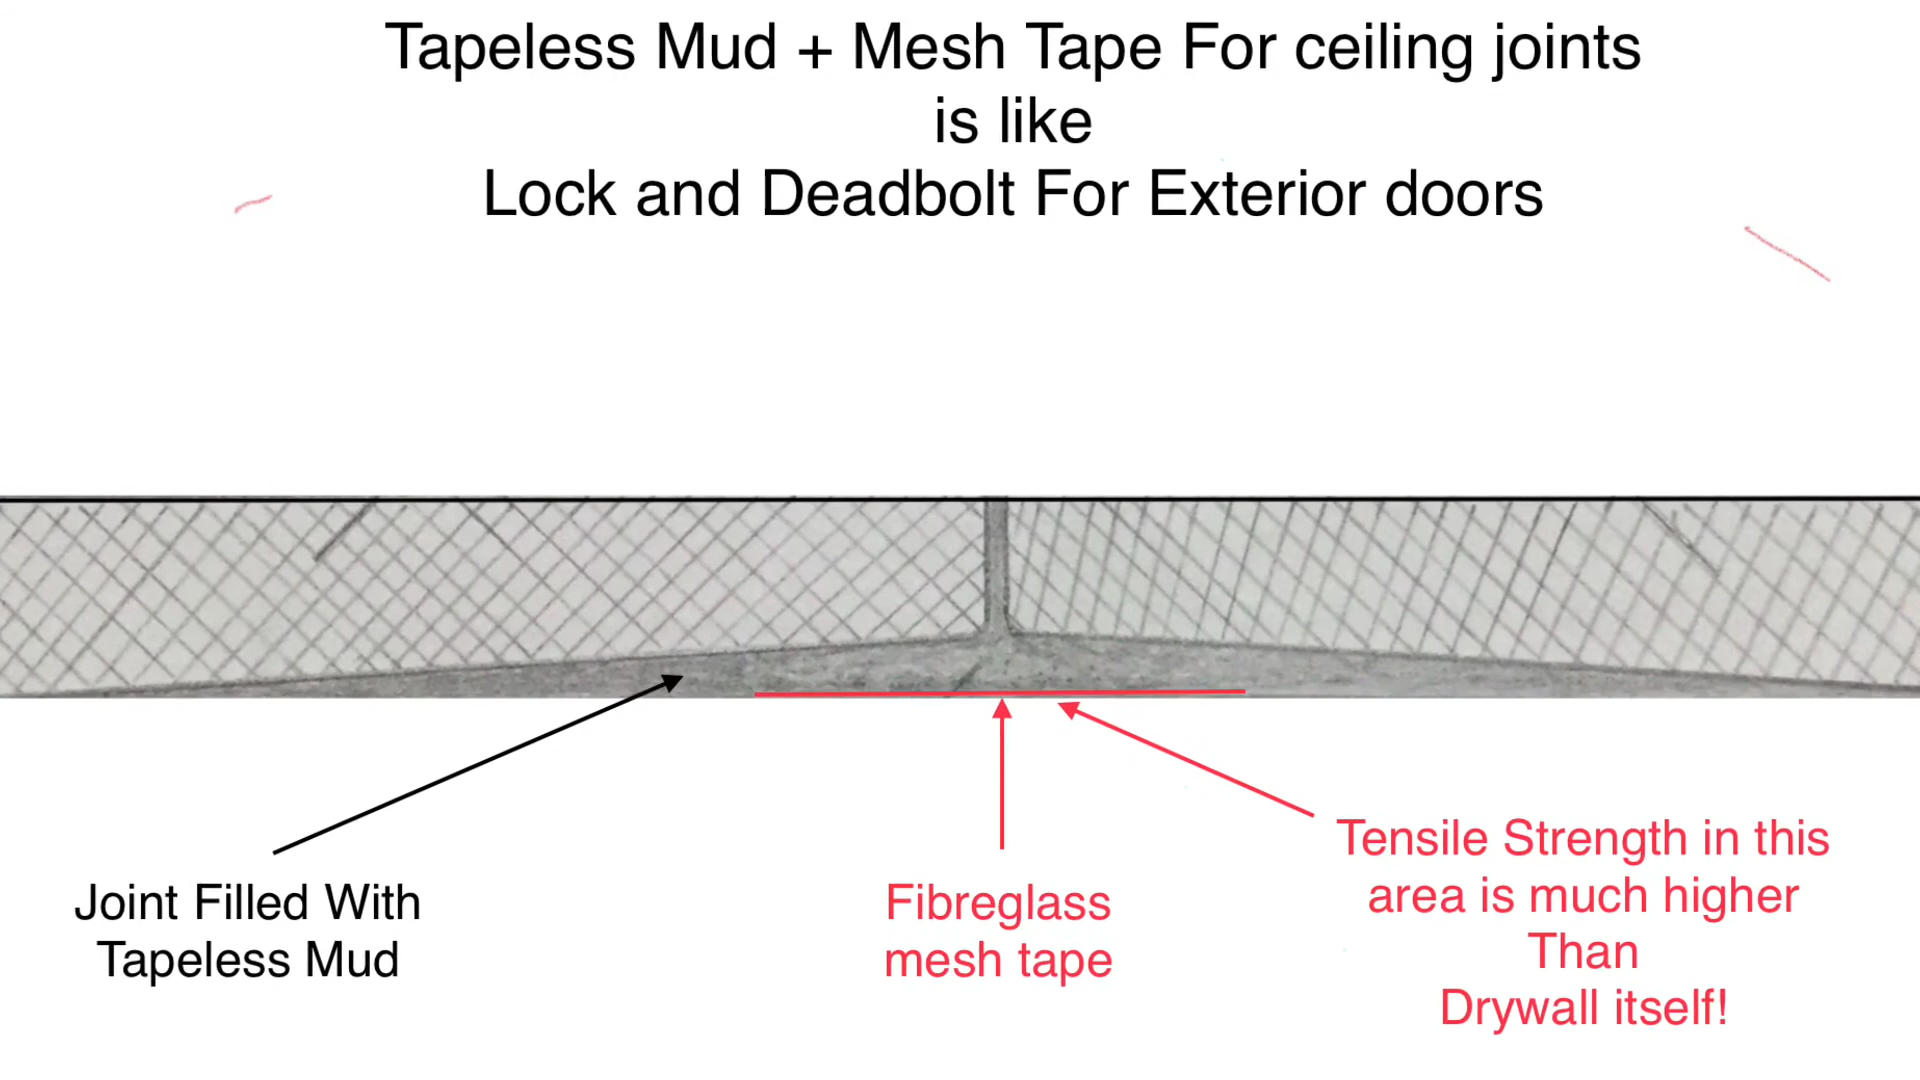 Tapeless Mud + Mesh Tape For ceiling joints
is like
Lock and Deadbolt For Exterior doors
Joint Filled With
Tapeless Mud
Fibreglass
mesh tape
Tensile Strength in this
area is much higher
Than
Drywall itself!